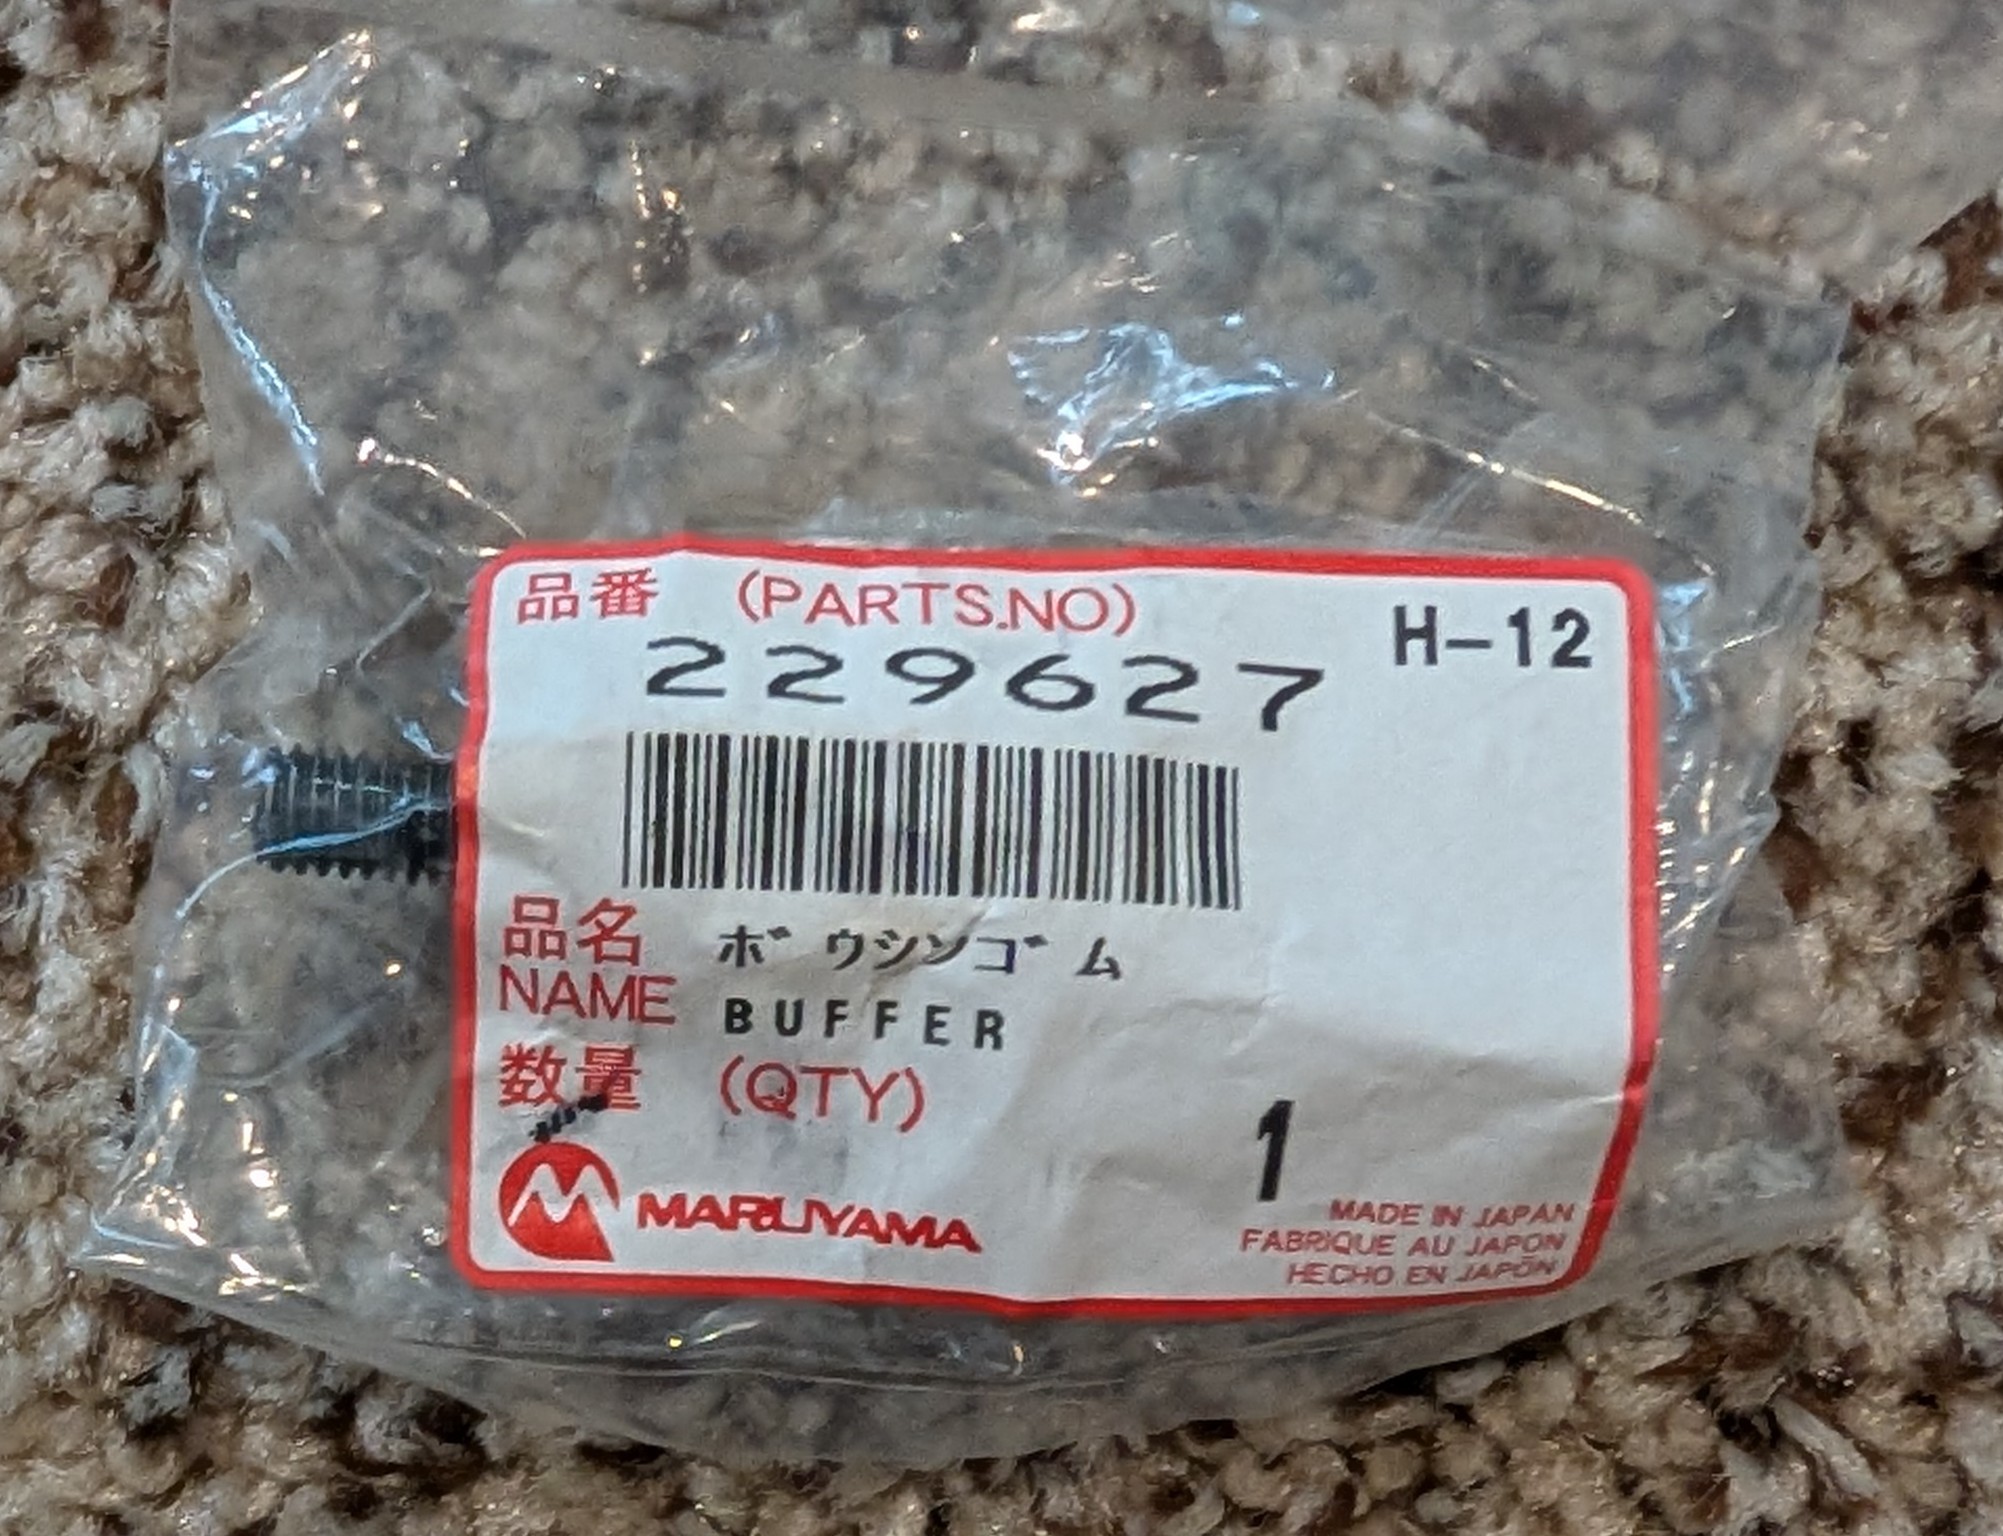 品番 (PARTS.NO)
H-12
229627
品名 ボウシンゴム
NAME BUFFER
数量 (QTY)
1
MARUYAMA
MADE IN JAPAN
FABRIQUE AU JAPON
HECHO EN JAPÓN